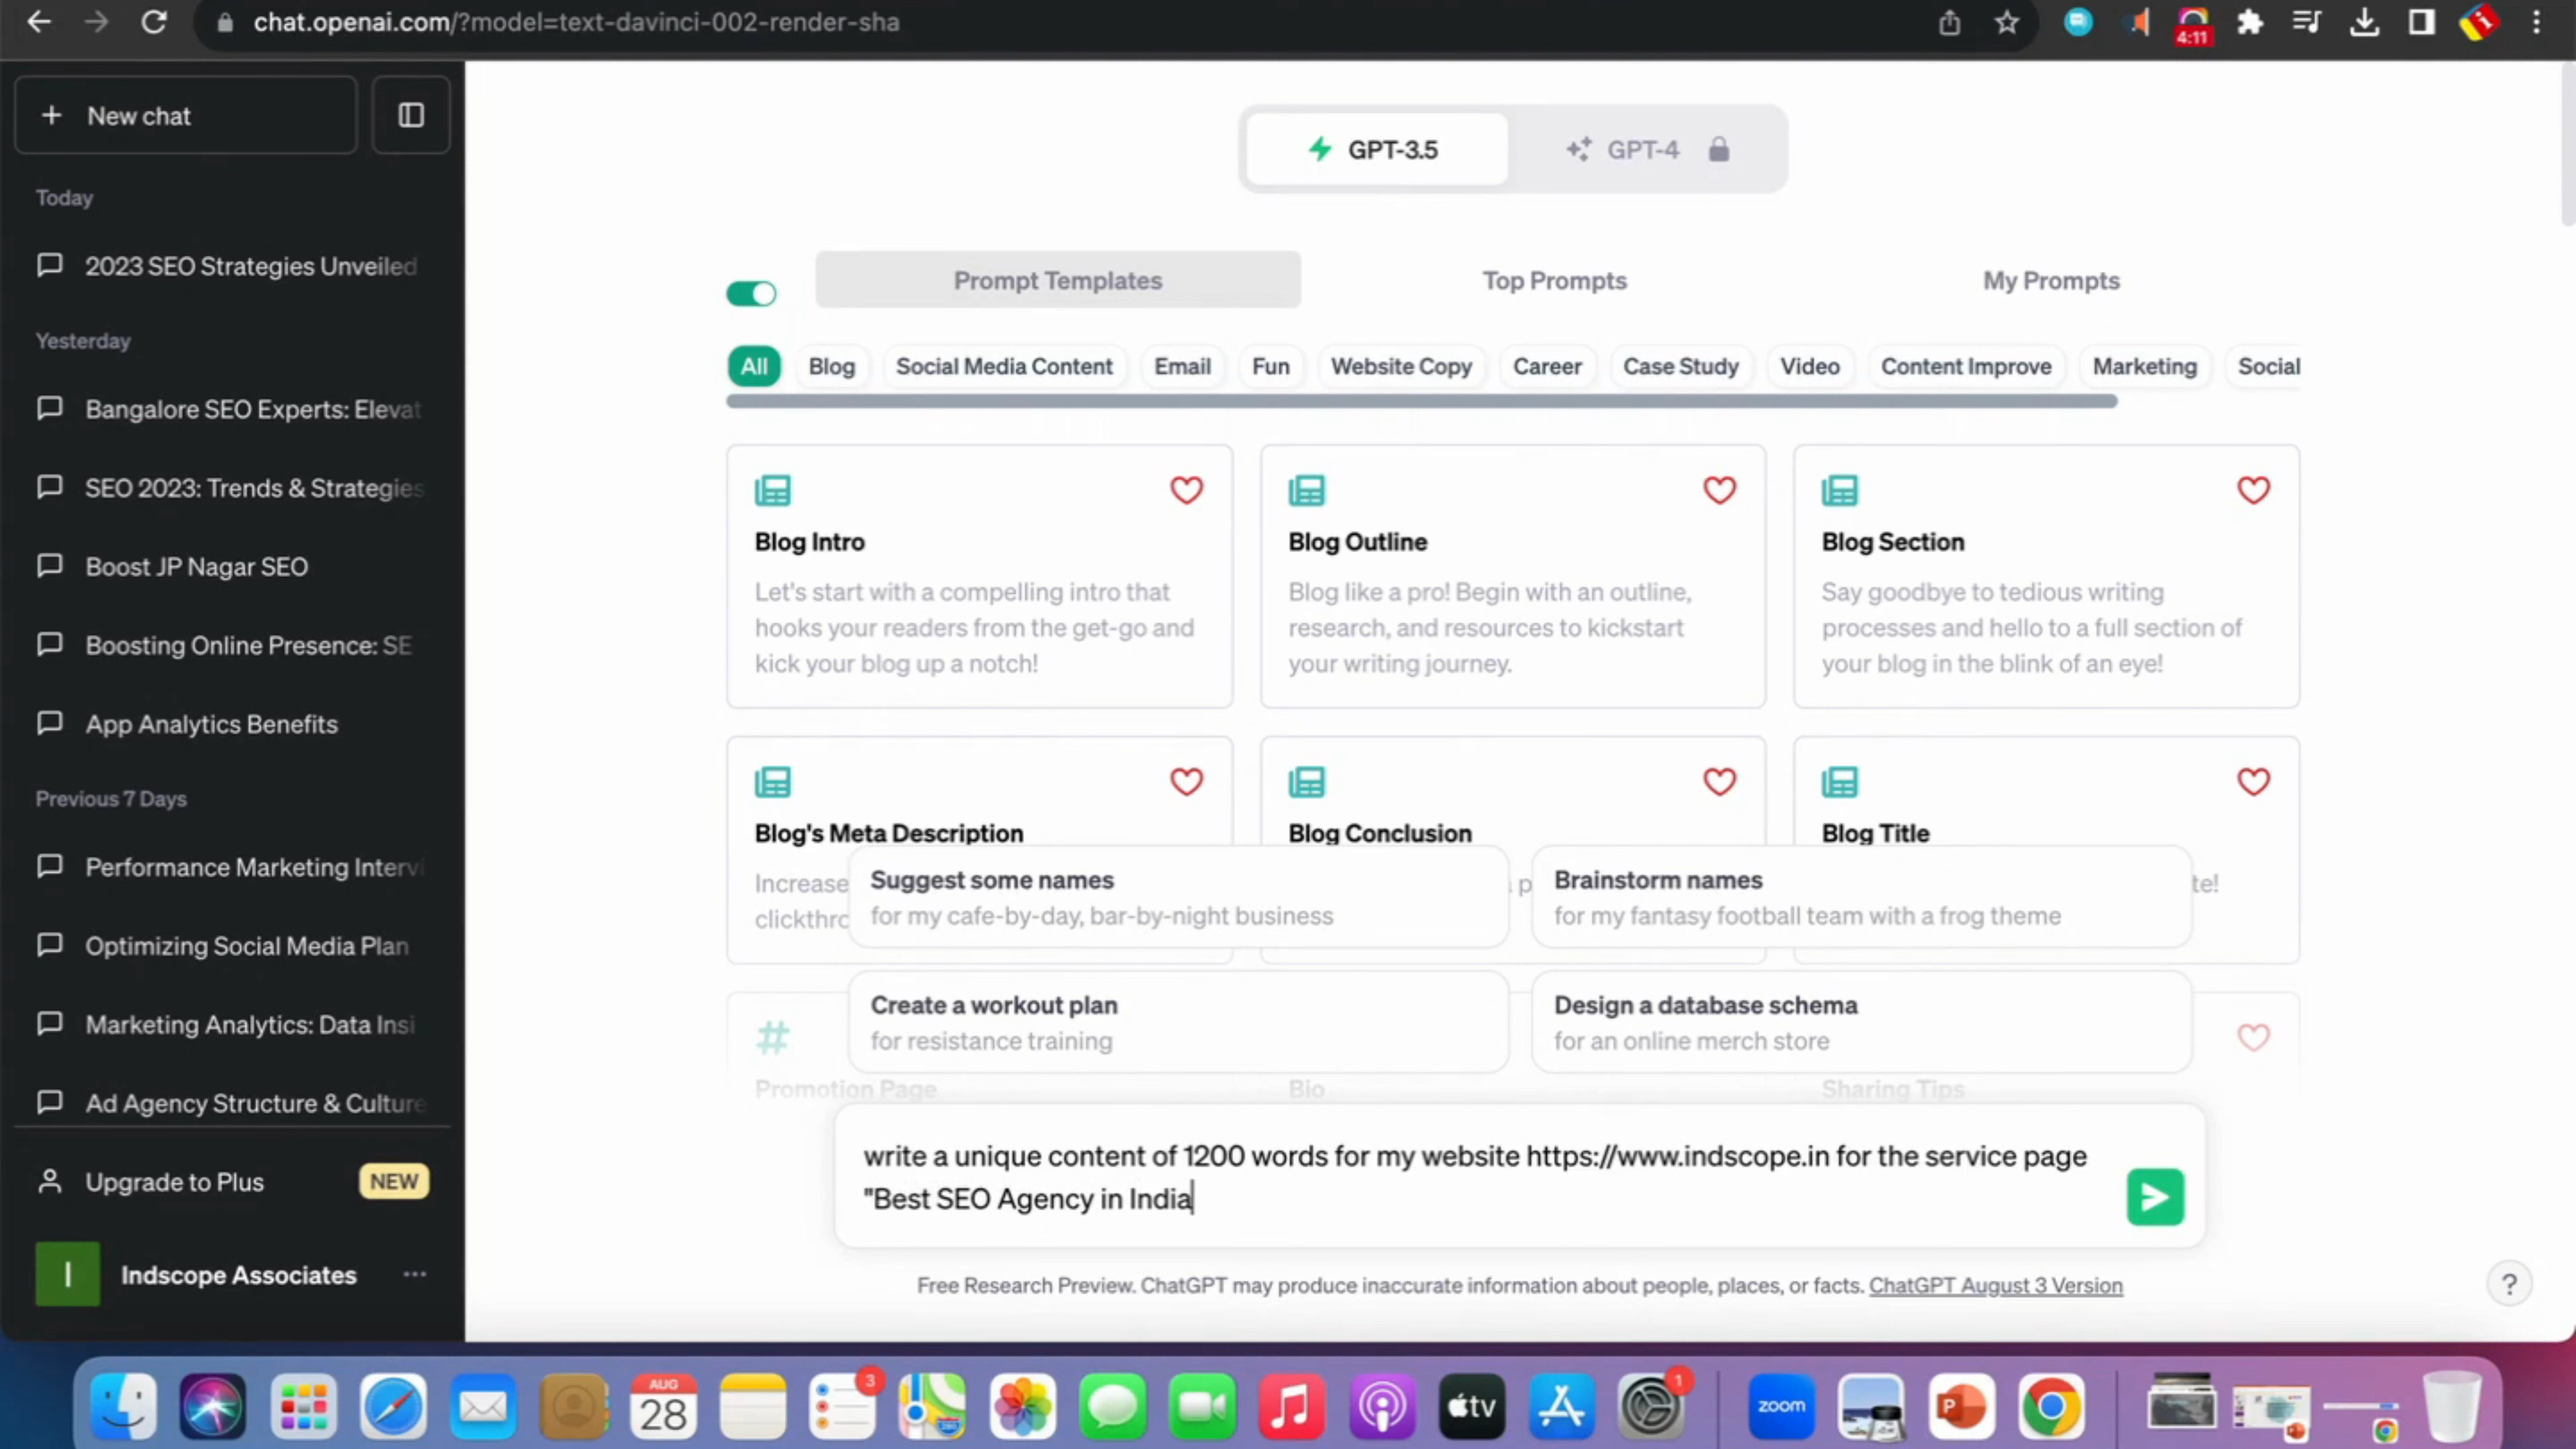 chat.openai.com/?model=text-davinci-002-render-sha
4:11
New chat
Today
2023 SEO Strategies Unveiled
Yesterday
Bangalore SEO Experts: Elevat
SEO 2023: Trends & Strategies
Boost JP Nagar SEO
Boosting Online Presence: SE
App Analytics Benefits
Previous 7 Days
Performance Marketing Intervi
Optimizing Social Media Plan
Marketing Analytics: Data Insi
Ad Agency Structure & Culture
Upgrade to Plus NEW
I Indscope Associates
GPT-3.5 GPT-4
Prompt Templates Top Prompts My Prompts
All Blog Social Media Content Email Fun Website Copy Career Case Study Video Content Improve Marketing Social
Blog Intro
Let's start with a compelling intro that
hooks your readers from the get-go and
kick your blog up a notch!
Blog Outline
Blog like a pro! Begin with an outline,
research, and resources to kickstart
your writing journey.
Blog Section
Say goodbye to tedious writing
processes and hello to a full section of
your blog in the blink of an eye!
Blog's Meta Description
Increase
clickthro
Blog Conclusion
Blog Title
te!
Suggest some names
for my cafe-by-day, bar-by-night business
Brainstorm names
for my fantasy football team with a frog theme
Create a workout plan
for resistance training
Design a database schema
for an online merch store
Promotion Page Bio Sharing Tips
write a unique content of 1200 words for my website https://www.indscope.in for the service page
"Best SEO Agency in India
Free Research Preview. ChatGPT may produce inaccurate information about people, places, or facts. ChatGPT August 3 Version
?
AUG
28
3
tv
1
zoom
P